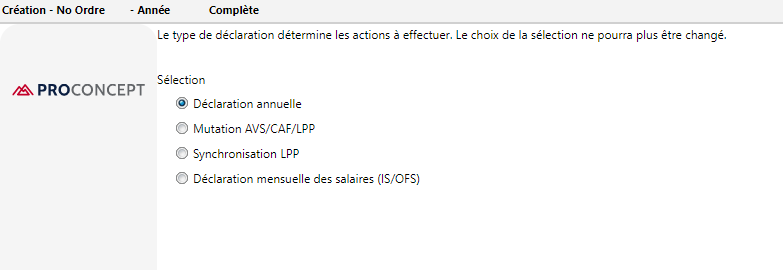 Création - No Ordre - Année Complète
Le type de déclaration détermine les actions à effectuer. Le choix de la sélection ne pourra plus être changé.
PROCONCEPT
Sélection
Déclaration annuelle
Mutation AVS/CAF/LPP
Synchronisation LPP
Déclaration mensuelle des salaires (IS/OFS)